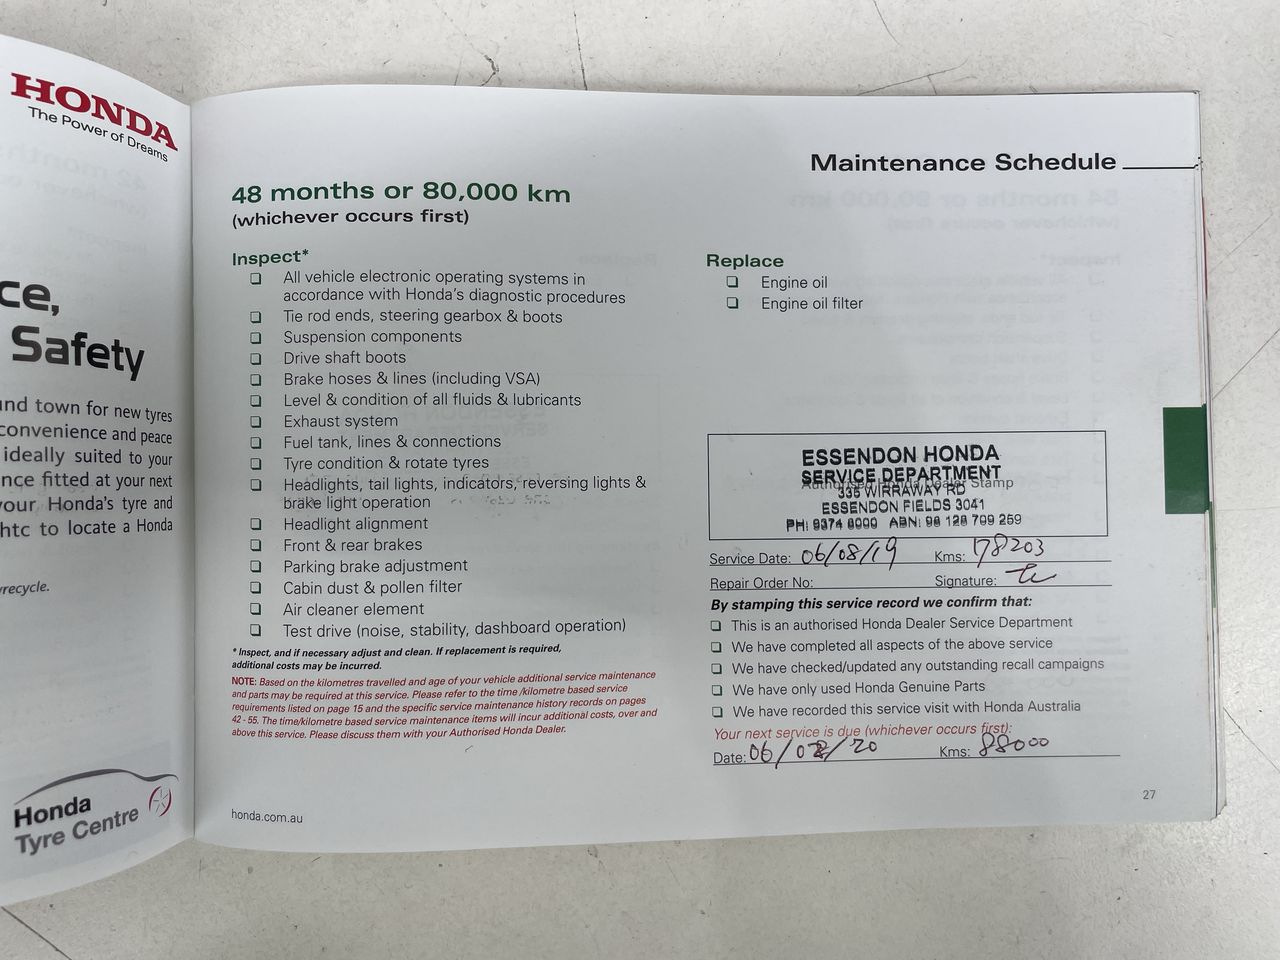 HONDA
The Power of Dreams
ce,
Safety
und town for new tyres
convenience and peace
ideally suited to your
nce fitted at your next
your Honda's tyre and
htc to locate a Honda
yrecycle.
Honda
Tyre Centre
Maintenance Schedule
48 months or 80,000 km
(whichever occurs first)
Inspect*
All vehicle electronic operating systems in
accordance with Honda's diagnostic procedures
Tie rod ends, steering gearbox & boots
Suspension components
Drive shaft boots
Brake hoses & lines (including VSA)
Level & condition of all fluids & lubricants
Exhaust system
Fuel tank, lines & connections
Tyre condition & rotate tyres
Headlights, tail lights, indicators, reversing lights &
brake light operation
Headlight alignment
Front & rear brakes
Parking brake adjustment
Cabin dust & pollen filter
Air cleaner element
Test drive (noise, stability, dashboard operation)
* Inspect, and if necessary adjust and clean. If replacement is required,
additional costs may be incurred.
NOTE: Based on the kilometres travelled and age of your vehicle additional service maintenance
and parts may be required at this service. Please refer to the time /kilometre based service
requirements listed on page 15 and the specific service maintenance history records on pages
42 - 55. The time/kilometre based service maintenance items will incur additional costs, over and
above this service. Please discuss them with your Authorised Honda Dealer.
honda.com.au
Replace
Engine oil
Engine oil filter
ESSENDON HONDA
SERVICE DEPARTMENT
Authorised Honda Dealer Stamp
335 WIRRAWAY RD
ESSENDON FIELDS 3041
PH: 9374 8000 ABN: 98 128 709 259
Service Date: 06/08/19 Kms: 78203
Repair Order No: Signature:
By stamping this service record we confirm that:
This is an authorised Honda Dealer Service Department
We have completed all aspects of the above service
We have checked/updated any outstanding recall campaigns
We have only used Honda Genuine Parts
We have recorded this service visit with Honda Australia
Your next service is due (whichever occurs first):
Date: 06/02/20 Kms: 88000
27